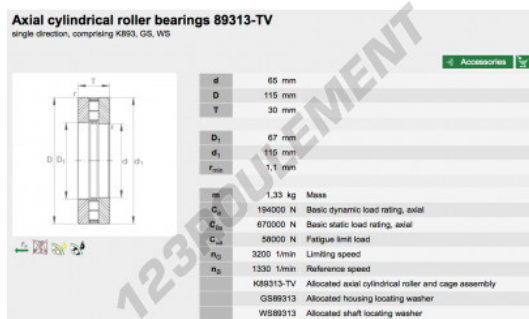 Axial cylindrical roller bearings 89313-TV
single direction, comprising K893, GS, WS
Accessories
T
r
r
D D₁ d d₁
d 65 mm
D 115 mm
T 30 mm
D₁ 67 mm
d₁ 115 mm
rmin 1,1 mm
m 1,33 kg Mass
Ca 194000 N Basic dynamic load rating, axial
C0a 670000 N Basic static load rating, axial
Cua 58000 N Fatigue limit load
nG 3200 1/min Limiting speed
nB 1330 1/min Reference speed
K89313-TV Allocated axial cylindrical roller and cage assembly
GS89313 Allocated housing locating washer
WS89313 Allocated shaft locating washer
123ROULEMENT